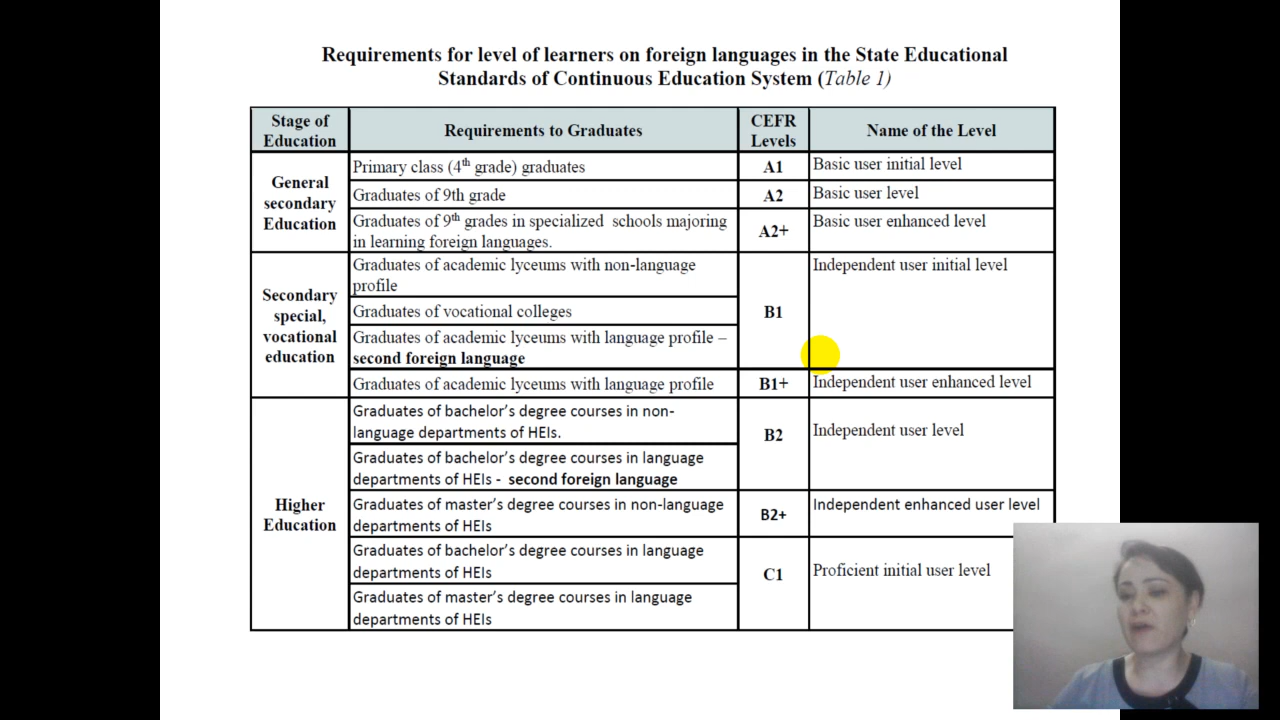 Requirements for level of learners on foreign languages in the State Educational
Standards of Continuous Education System (Table 1)
Stage of
Education
Requirements to Graduates
CEFR
Levels
Name of the Level
General
secondary
Education
Primary class (4th grade) graduates
A1
Basic user initial level
Graduates of 9th grade
A2
Basic user level
Graduates of 9th grades in specialized schools majoring
in learning foreign languages.
A2+
Basic user enhanced level
Secondary
special,
vocational
education
Graduates of academic lyceums with non-language
profile
Graduates of vocational colleges
Graduates of academic lyceums with language profile –
second foreign language
B1
Independent user initial level
Graduates of academic lyceums with language profile
B1+
Independent user enhanced level
Higher
Education
Graduates of bachelor's degree courses in non-
language departments of HEIs.
Graduates of bachelor's degree courses in language
departments of HEIs - second foreign language
B2
Independent user level
Graduates of master's degree courses in non-language
departments of HEIs
B2+
Independent enhanced user level
Graduates of bachelor's degree courses in language
departments of HEIs
Graduates of master's degree courses in language
departments of HEIs
C1
Proficient initial user level